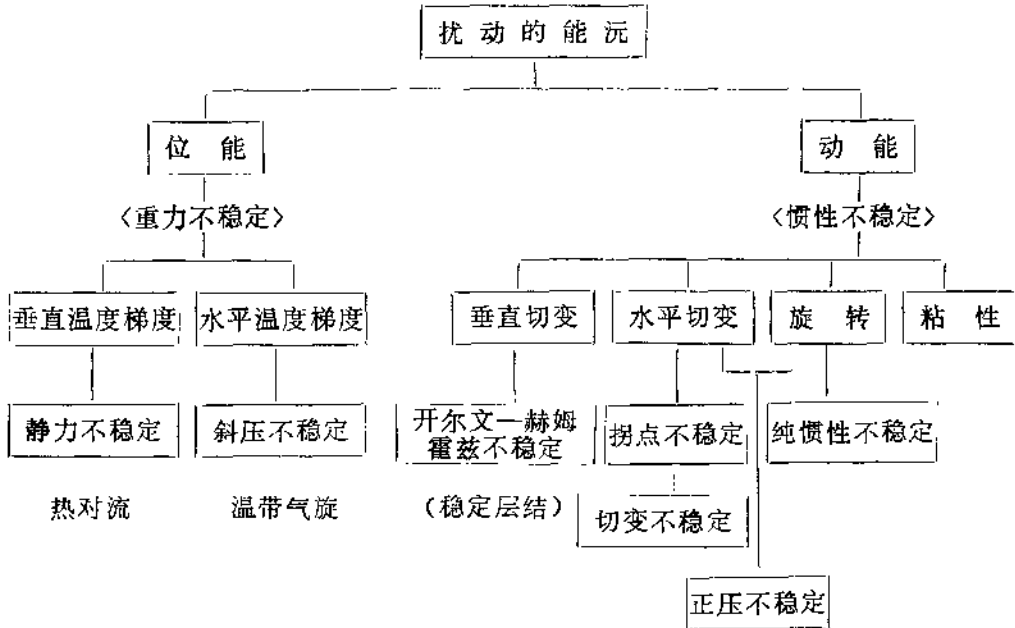 扰动的能沅
位能
动能
〈重力不稳定〉
〈惯性不稳定〉
垂直温度梯度
水平温度梯度
垂直切变
水平切变
旋转
粘性
静力不稳定
斜压不稳定
开尔文—赫姆
霍兹不稳定
拐点不稳定
纯惯性不稳定
热对流
温带气旋
（稳定层结）
切变不稳定
正压不稳定